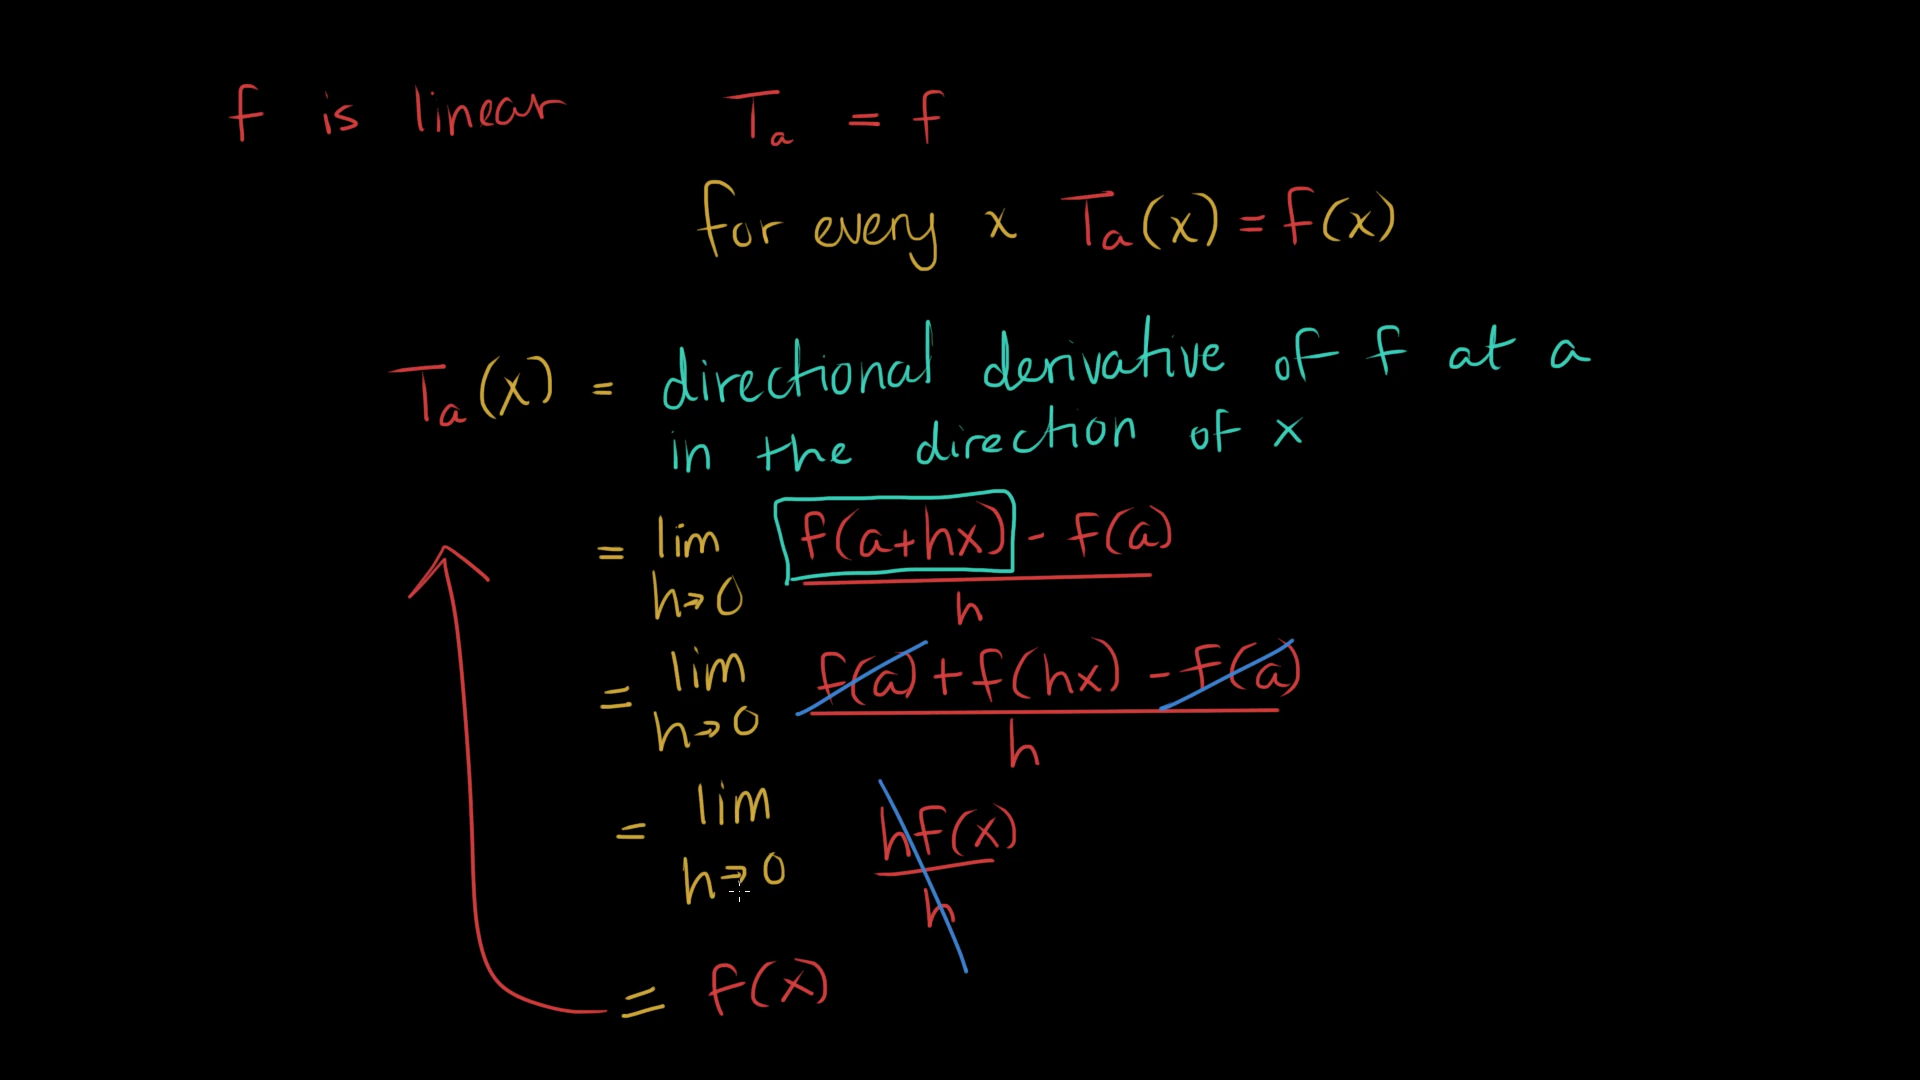 f is linear Tₐ = f
for every x Tₐ(x) = f(x)
Tₐ(x) = directional derivative of f at a
in the direction of x
= lim h→0 f(a+hx) - f(a) / h
= lim h→0 f(a) + f(hx) - f(a) / h
= lim h→0 hf(x) / h
= f(x)